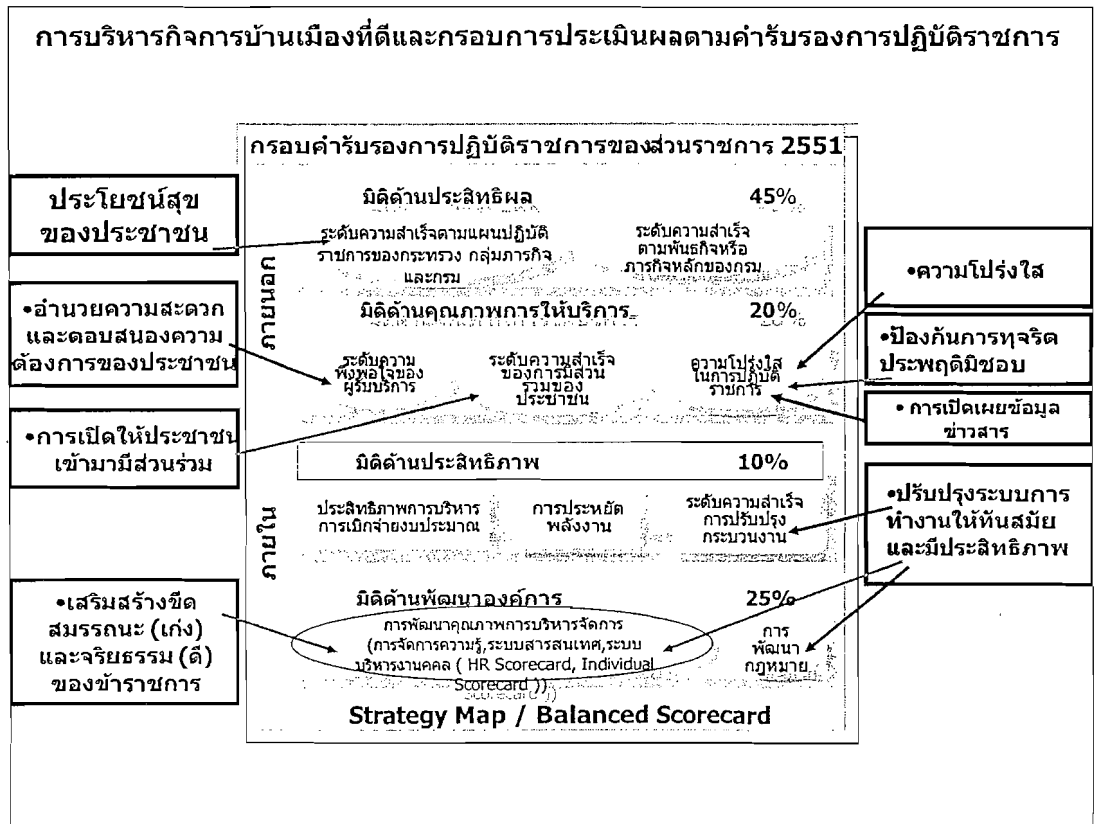 การบริหารกิจการบ้านเมืองที่ดีและกรอบการประเมินผลตามคำรับรองการปฏิบัติราชการ
กรอบคำรับรองการปฏิบัติราชการของส่วนราชการ 2551
ประโยชน์สุข
ของประชาชน
•อำนวยความสะดวก
และตอบสนองความ
ต้องการของประชาชน
•การเปิดให้ประชาชน
เข้ามามีส่วนร่วม
•เสริมสร้างขีด
สมรรถนะ (เก่ง)
และจริยธรรม (ดี)
ของข้าราชการ
ภายนอก
มิติด้านประสิทธิผล 45%
ระดับความสำเร็จตามแผนปฏิบัติ
ราชการของกระทรวง กลุ่มภารกิจ
และกรม
ระดับความสำเร็จ
ตามพันธกิจหรือ
ภารกิจหลักของกรม
มิติด้านคุณภาพการให้บริการ 20%
ระดับความ
พึงพอใจของ
ผู้รับบริการ
ระดับความสำเร็จ
ของการมีส่วน
ร่วมของ
ประชาชน
ความโปร่งใส
ในการปฏิบัติ
ราชการ
ภายใน
มิติด้านประสิทธิภาพ 10%
ประสิทธิภาพการบริหาร
การเบิกจ่ายงบประมาณ
การประหยัด
พลังงาน
ระดับความสำเร็จ
การปรับปรุง
กระบวนงาน
มิติด้านพัฒนาองค์การ 25%
การพัฒนาคุณภาพการบริหารจัดการ
(การจัดการความรู้,ระบบสารสนเทศ,ระบบ
บริหารงานคคล ( HR Scorecard, Individual
Scorecard ))
การ
พัฒนา
กฎหมาย
Strategy Map / Balanced Scorecard
•ความโปร่งใส
•ป้องกันการทุจริต
ประพฤติมิชอบ
• การเปิดเผยข้อมูล
ข่าวสาร
•ปรับปรุงระบบการ
ทำงานให้ทันสมัย
และมีประสิทธิภาพ